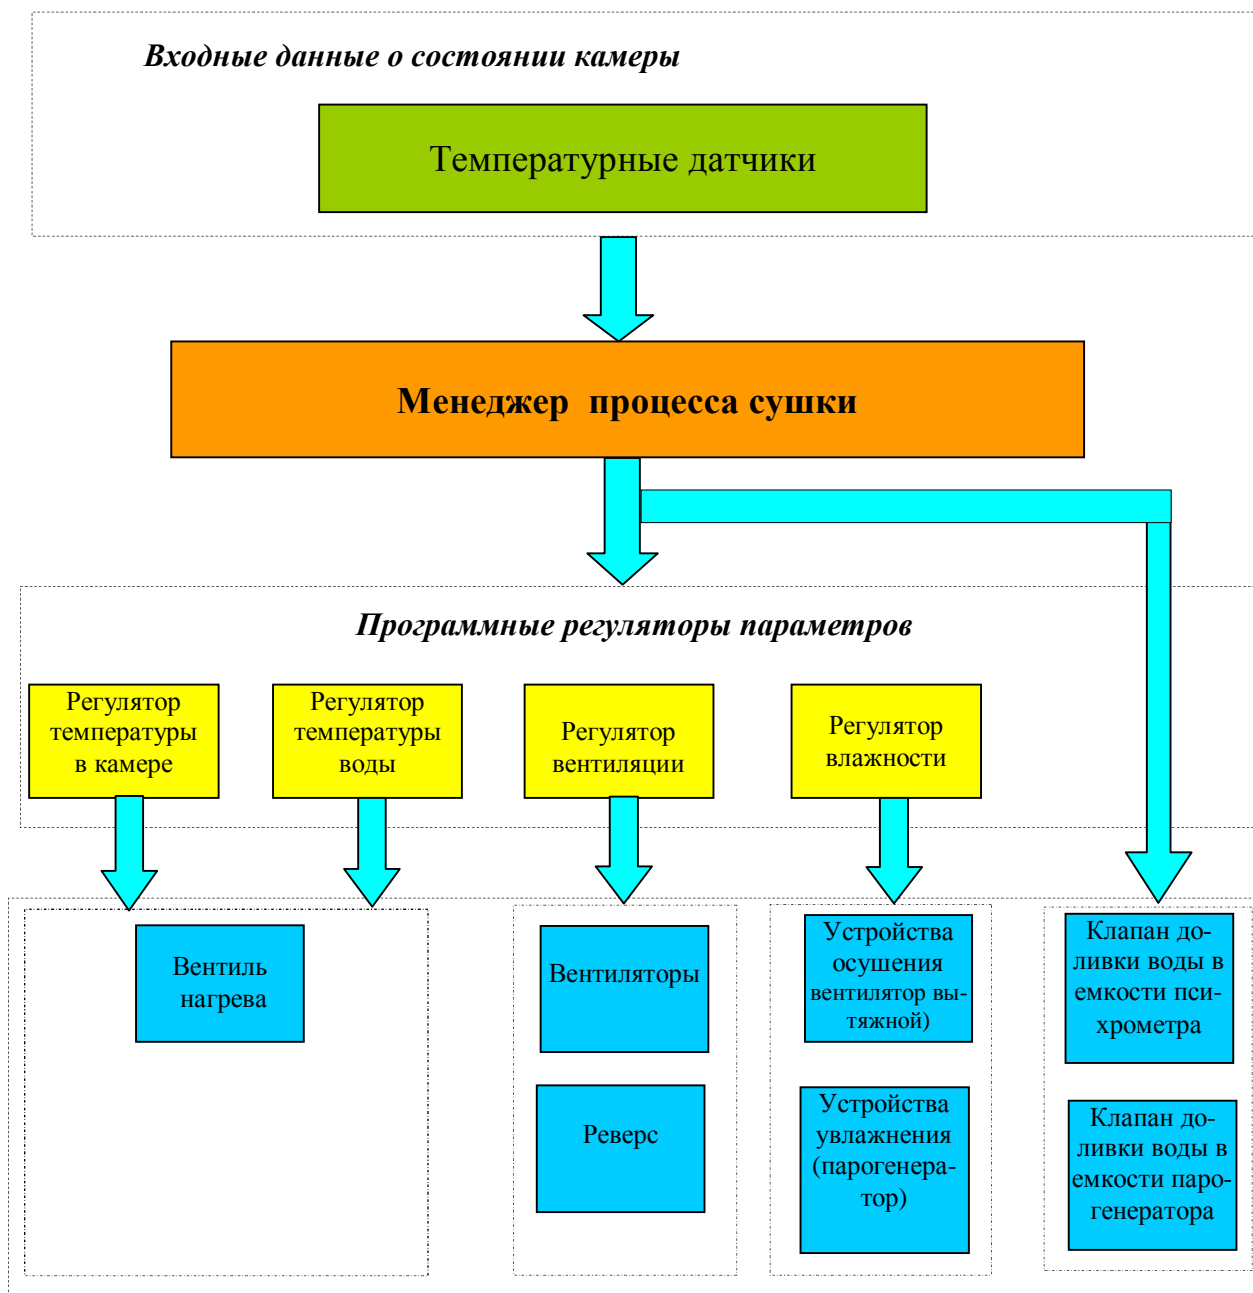 Входные данные о состоянии камеры
Температурные датчики
Менеджер процесса сушки
Программные регуляторы параметров
Регулятор
температуры
в камере
Регулятор
температуры
воды
Регулятор
вентиляции
Регулятор
влажности
Вентиль
нагрева
Вентиляторы
Реверс
Устройства
осушения
вентилятор вы-
тяжной)
Устройства
увлажнения
(парогенера-
тор)
Клапан до-
ливки воды в
емкости пси-
хрометра
Клапан до-
ливки воды в
емкости паро-
генератора